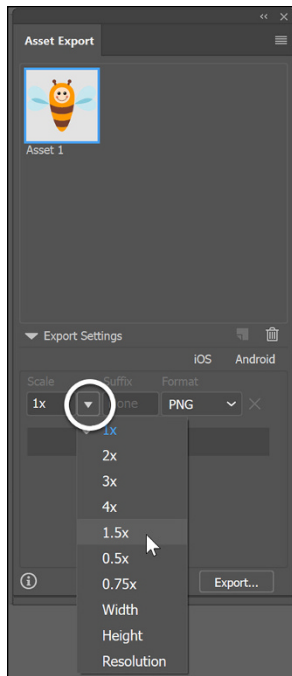 Asset Export
Asset 1
Export Settings
iOS Android
Scale Suffix Format
1x None PNG
1x
2x
3x
4x
1.5x
0.5x
0.75x
Width
Height
Resolution
Export...